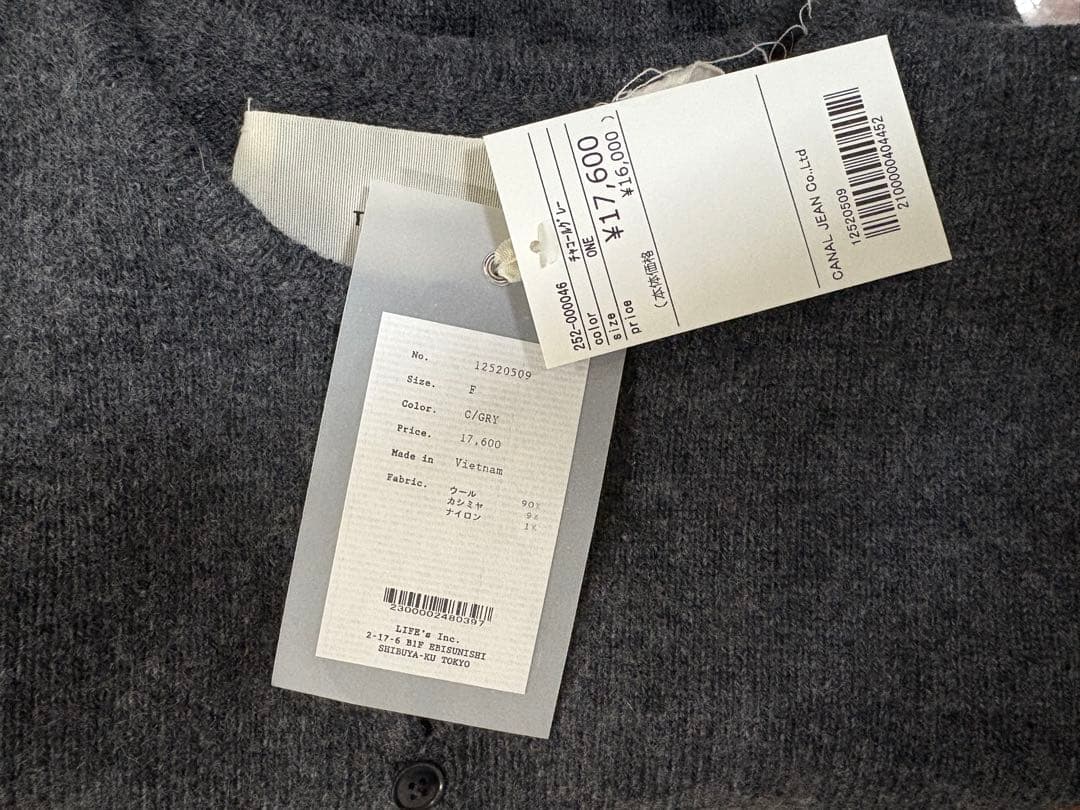 252-000046
color ﾁｬｺｰﾙｸﾞﾚｰ
size ONE
price ¥17,600
(本体価格 ¥16,000 )
CANAL JEAN Co.,Ltd
12520509
2100000404452
No. 12520509
Size. F
Color. C/GRY
Price. 17,600
Made in Vietnam
Fabric. ウール 90%
カシミヤ 9%
ナイロン 1%
2300002480397
LIFE's Inc.
2-17-6 B1F EBISUNISHI
SHIBUYA-KU TOKYO